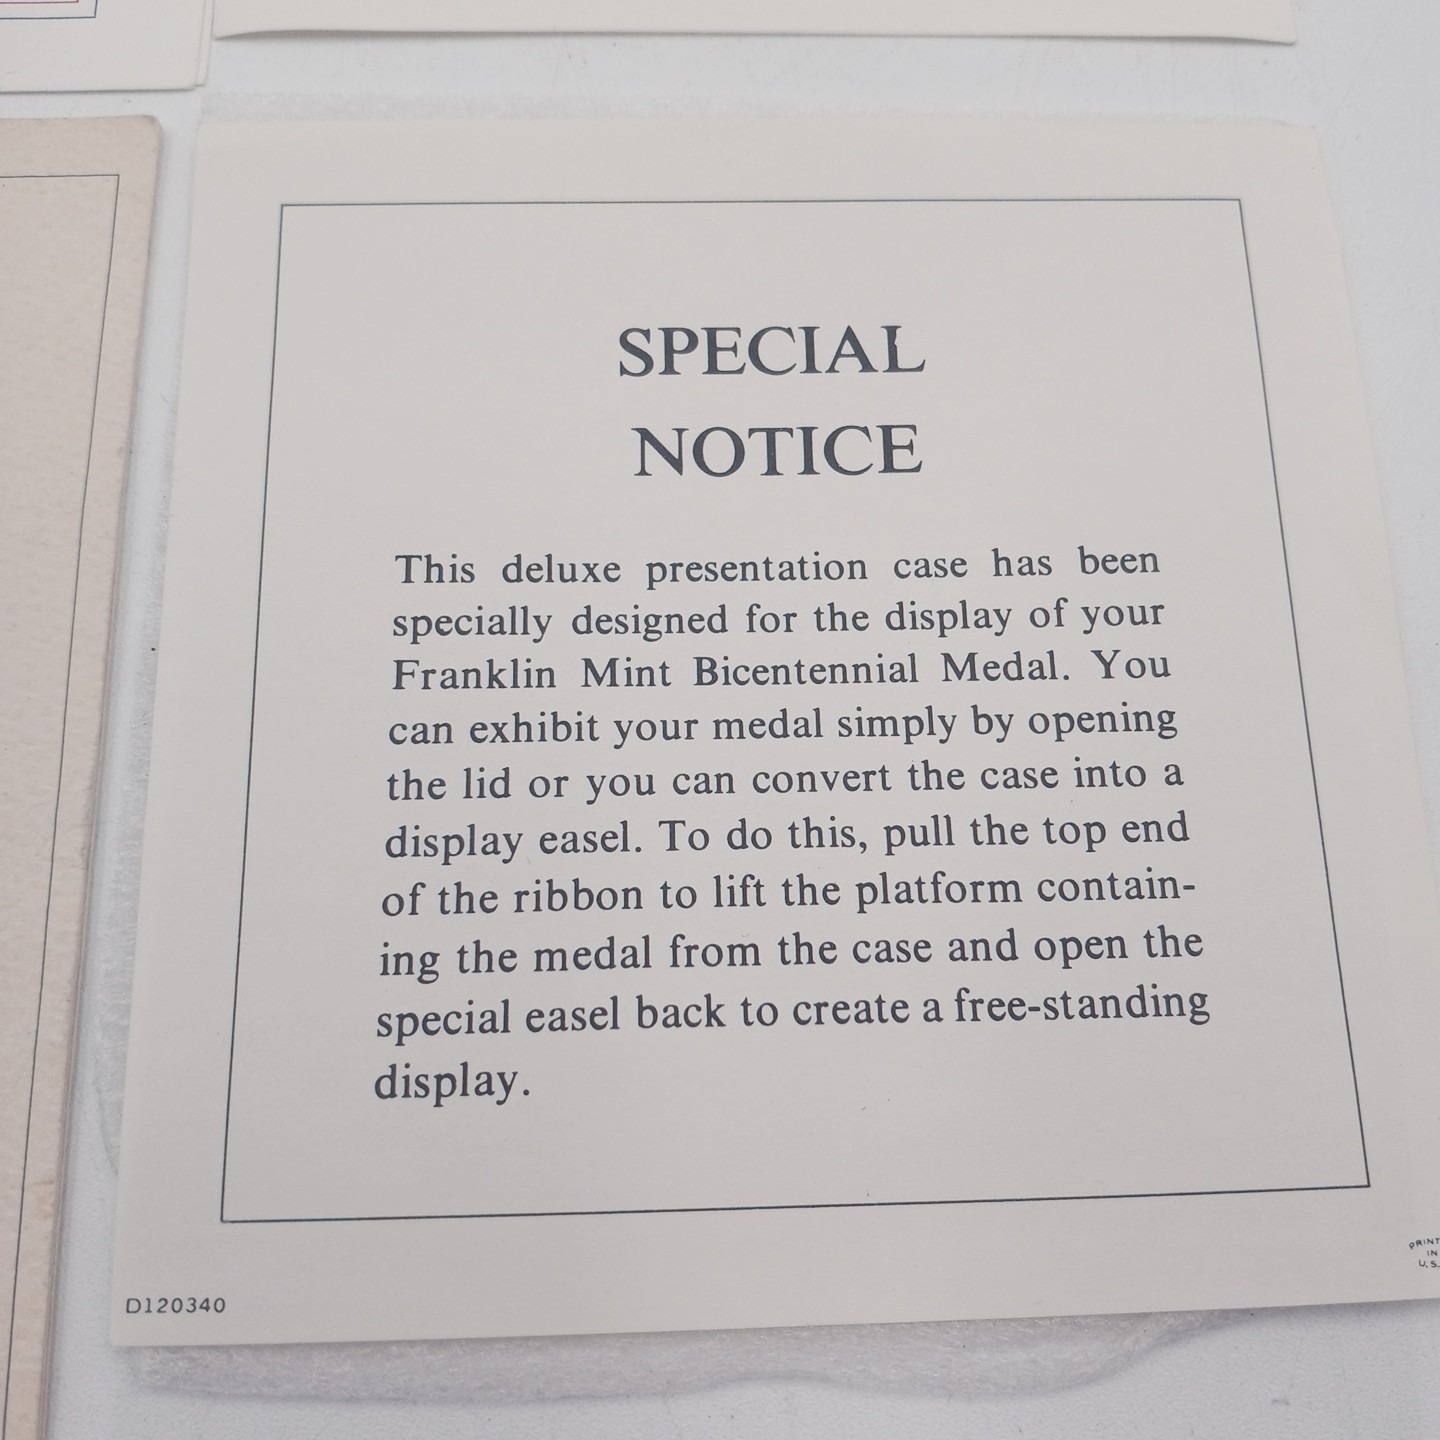 SPECIAL
NOTICE
This deluxe presentation case has been
specially designed for the display of your
Franklin Mint Bicentennial Medal. You
can exhibit your medal simply by opening
the lid or you can convert the case into a
display easel. To do this, pull the top end
of the ribbon to lift the platform contain-
ing the medal from the case and open the
special easel back to create a free-standing
display.
D120340
PRINT
IN
U.S.